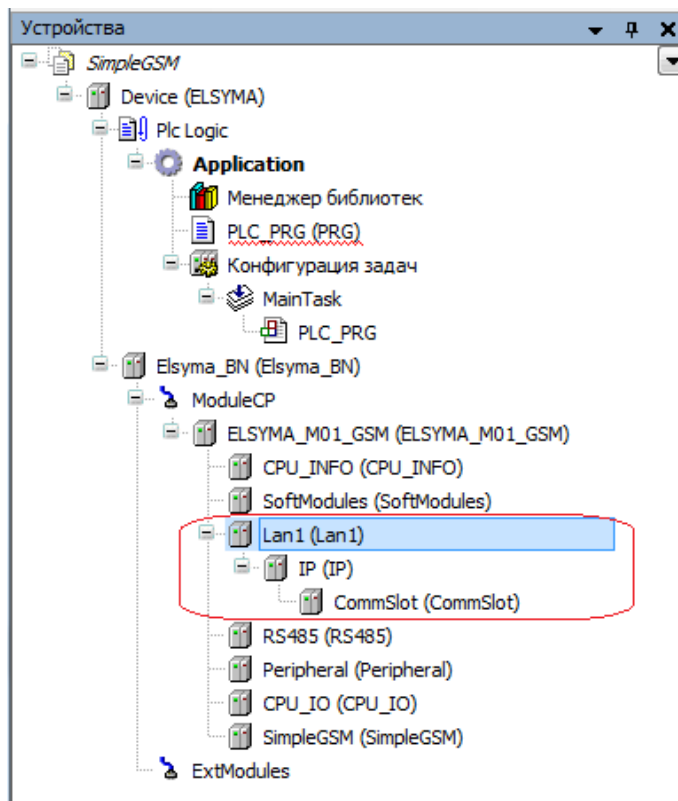 Устройства
SimpleGSM
Device (ELSYMA)
Plc Logic
Application
Менеджер библиотек
PLC_PRG (PRG)
Конфигурация задач
MainTask
PLC_PRG
Elsyma_BN (Elsyma_BN)
ModuleCP
ELSYMA_M01_GSM (ELSYMA_M01_GSM)
CPU_INFO (CPU_INFO)
SoftModules (SoftModules)
Lan1 (Lan1)
IP (IP)
CommSlot (CommSlot)
RS485 (RS485)
Peripheral (Peripheral)
CPU_IO (CPU_IO)
SimpleGSM (SimpleGSM)
ExtModules